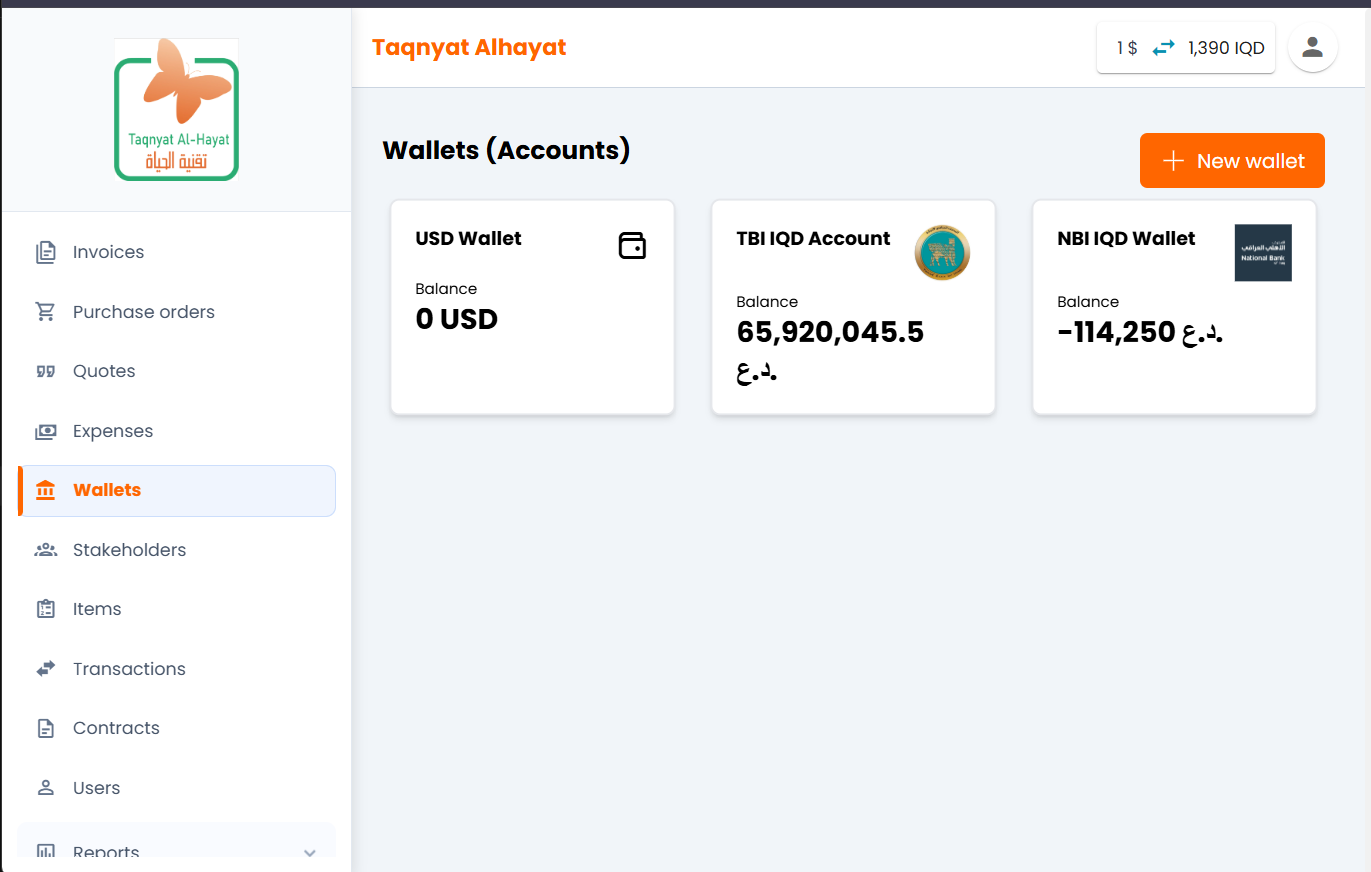 Taqnyat Al-Hayat
تقنية الحياة
Taqnyat Alhayat
1 $ 1,390 IQD
Invoices
Purchase orders
Quotes
Expenses
Wallets
Stakeholders
Items
Transactions
Contracts
Users
Reports
Wallets (Accounts)
New wallet
USD Wallet
Balance
0 USD
TBI IQD Account
Balance
65,920,045.5
د.ع.
NBI IQD Wallet
National Bank
Balance
-114,250 د.ع.